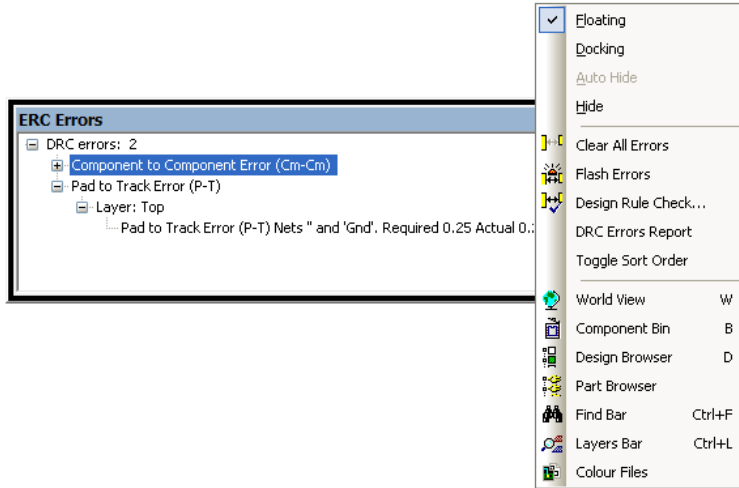 ERC Errors
DRC errors: 2
Component to Component Error (Cm-Cm)
Pad to Track Error (P-T)
Layer: Top
Pad to Track Error (P-T) Nets '' and 'Gnd'. Required 0.25 Actual 0.
Floating
Docking
Auto Hide
Hide
Clear All Errors
Flash Errors
Design Rule Check...
DRC Errors Report
Toggle Sort Order
World View W
Component Bin B
Design Browser D
Part Browser
Find Bar Ctrl+F
Layers Bar Ctrl+L
Colour Files